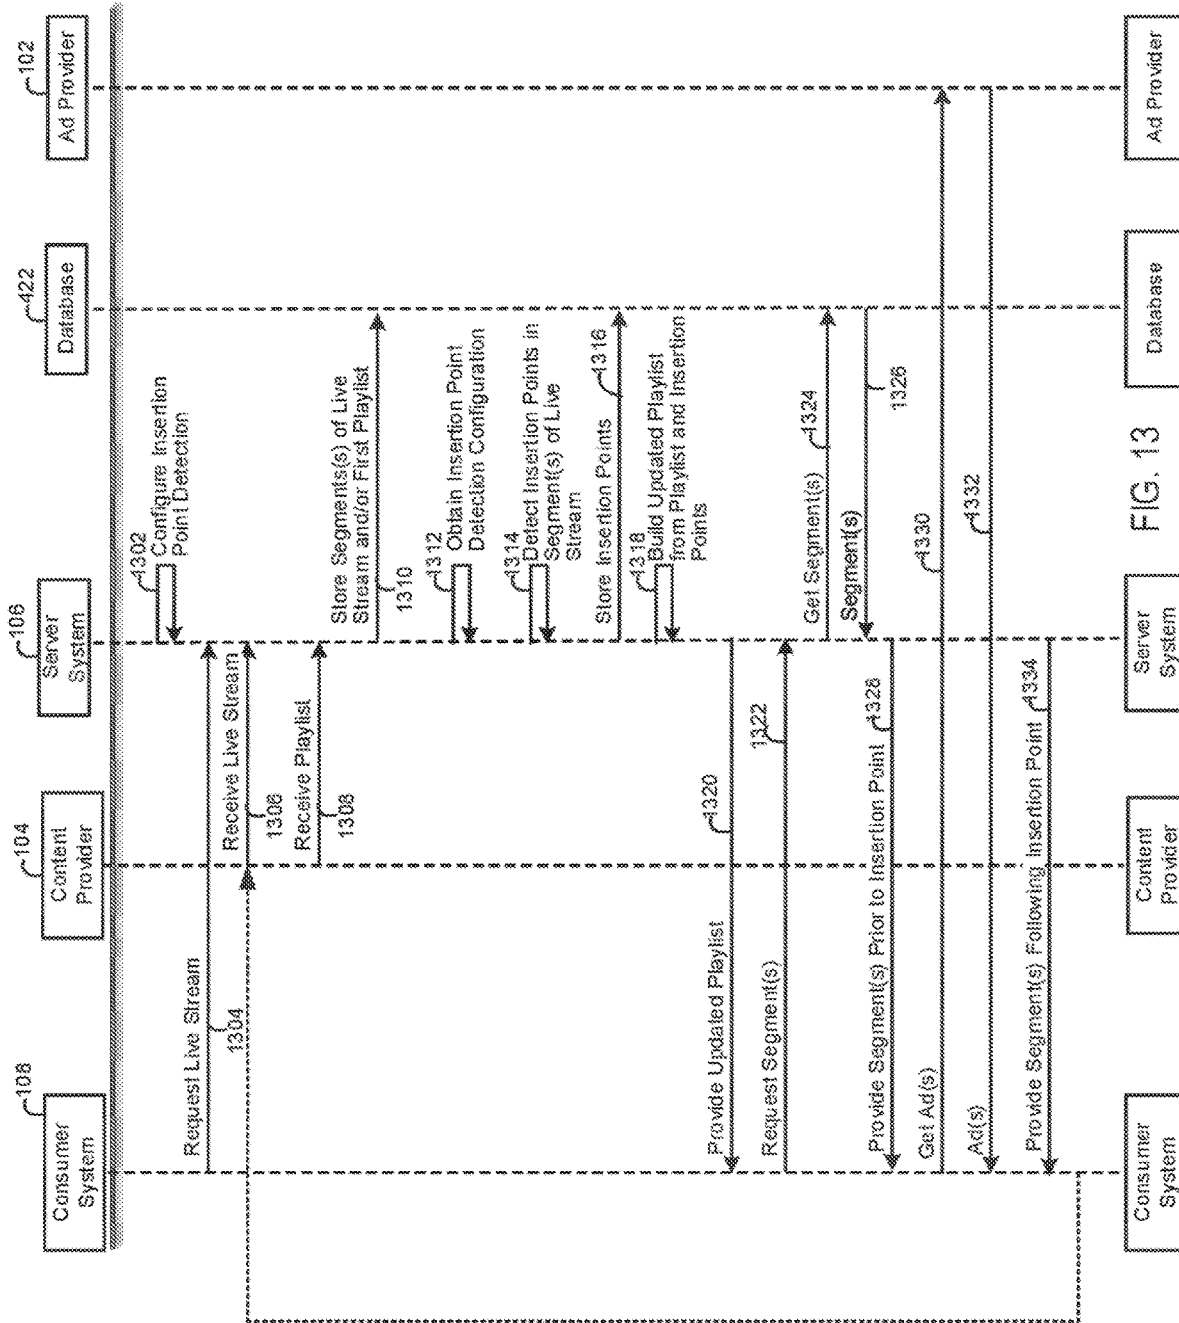 108
Consumer
System
104
Content
Provider
106
Server
System
422
Database
102
Ad Provider
1302
Configure Insertion
Point Detection
Request Live Stream
1304
Receive Live Stream
1306
Receive Playlist
1308
Store Segments(s) of Live
Stream and/or First Playlist
1310
1312
Obtain Insertion Point
Detection Configuration
1314
Detect Insertion Points in
Segment(s) of Live
Stream
Store Insertion Points
1316
1318
Build Updated Playlist
from Playlist and Insertion
Points
Provide Updated Playlist
1320
Request Segment(s)
1322
Get Segment(s)
1324
Segment(s)
1326
Provide Segment(s) Prior to Insertion Point
1328
Get Ad(s)
1330
Ad(s)
1332
Provide Segment(s) Following Insertion Point
1334
Consumer
System
Content
Provider
Server
System
Database
Ad Provider
FIG. 13